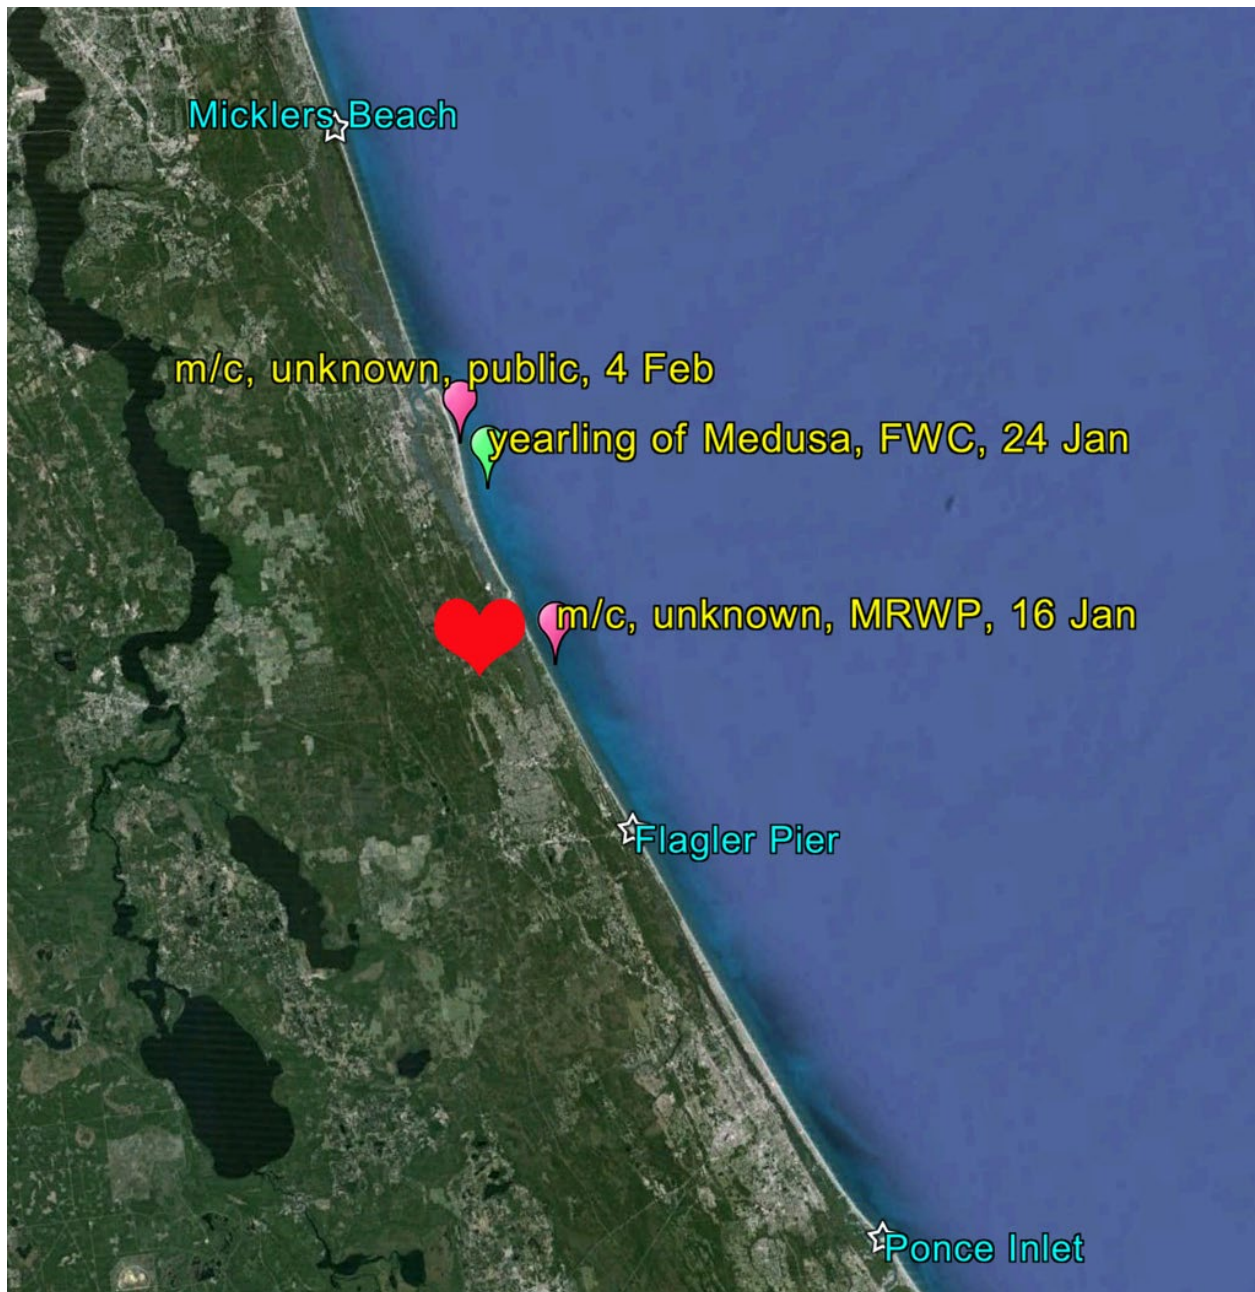 Micklers Beach
m/c, unknown, public, 4 Feb
yearling of Medusa, FWC, 24 Jan
m/c, unknown, MRWP, 16 Jan
Flagler Pier
Ponce Inlet